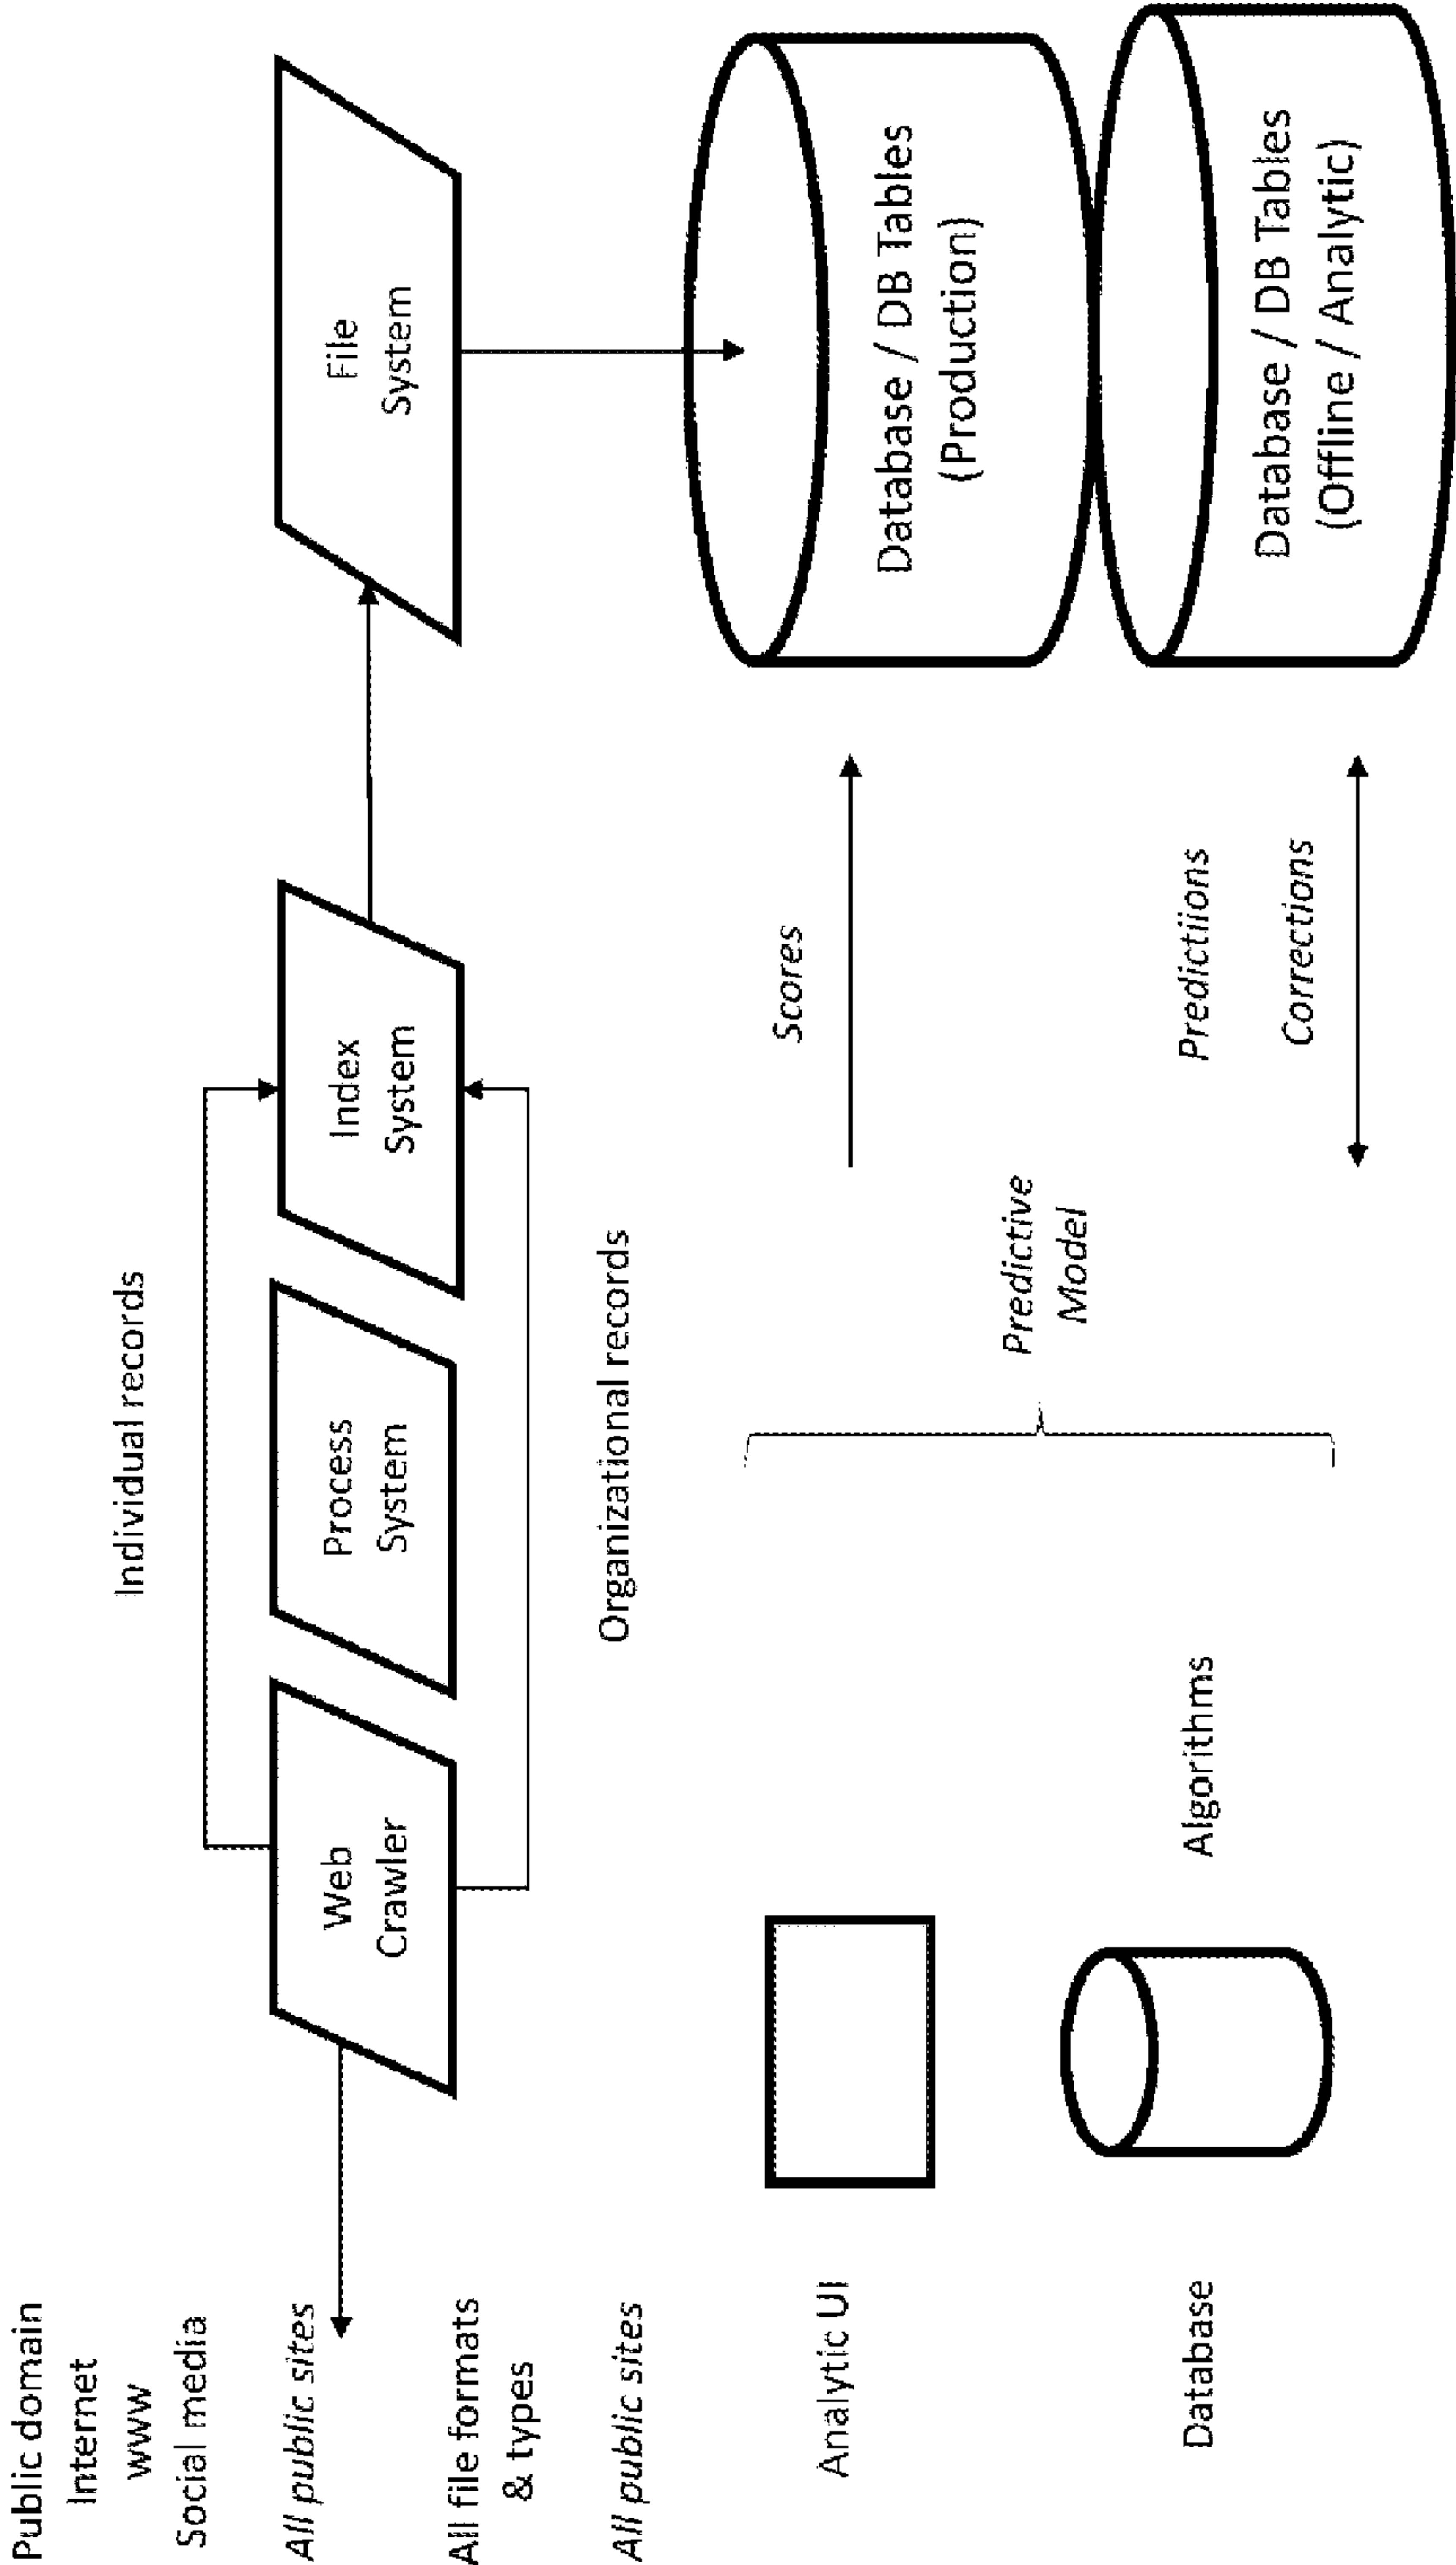 Public domain
Internet
www
Social media
All public sites
All file formats
& types
All public sites
Individual records
Web
Crawler
Process
System
Index
System
File
System
Organizational records
Analytic UI
Database
Algorithms
Predictive
Model
Scores
Predictiions
Corrections
Database / DB Tables
(Production)
Database / DB Tables
(Offline / Analytic)